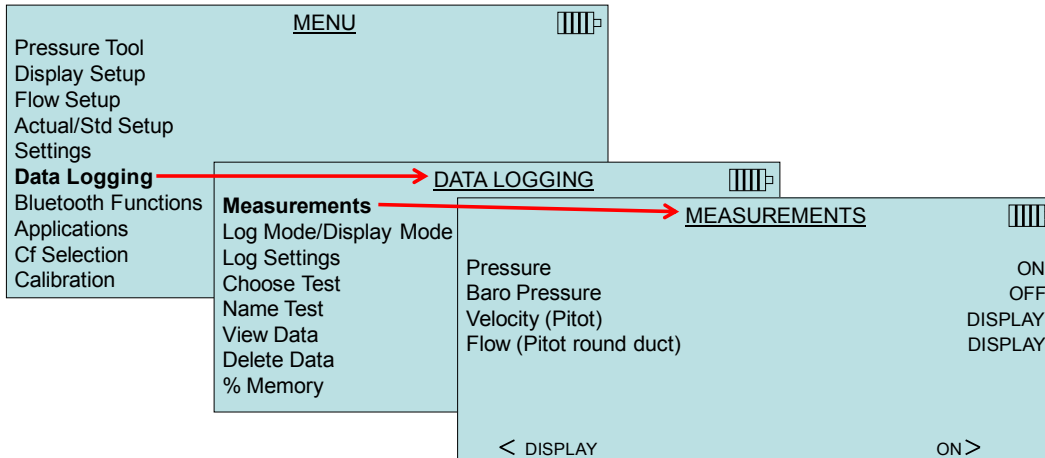 MENU
Pressure Tool
Display Setup
Flow Setup
Actual/Std Setup
Settings
Data Logging
Bluetooth Functions
Applications
Cf Selection
Calibration
DATA LOGGING
Measurements
Log Mode/Display Mode
Log Settings
Choose Test
Name Test
View Data
Delete Data
% Memory
MEASUREMENTS
Pressure ON
Baro Pressure OFF
Velocity (Pitot) DISPLAY
Flow (Pitot round duct) DISPLAY
< DISPLAY ON >